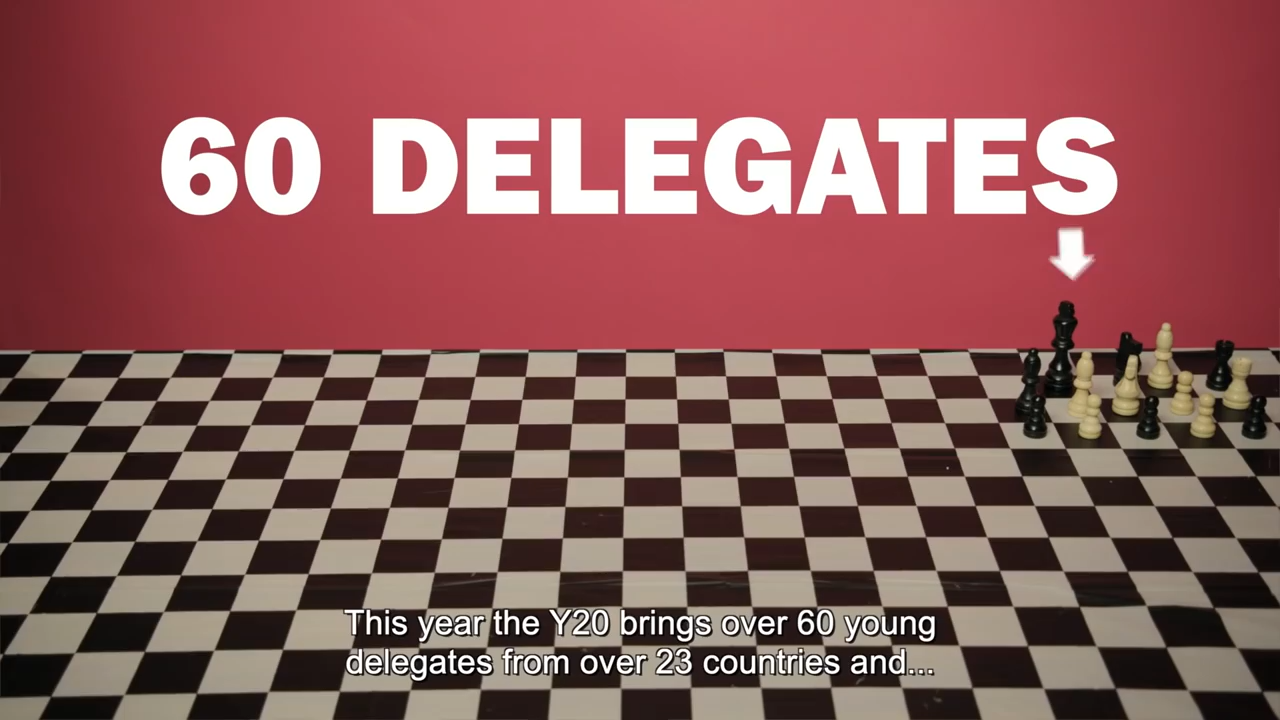 60 DELEGATES
This year the Y20 brings over 60 young
delegates from over 23 countries and...